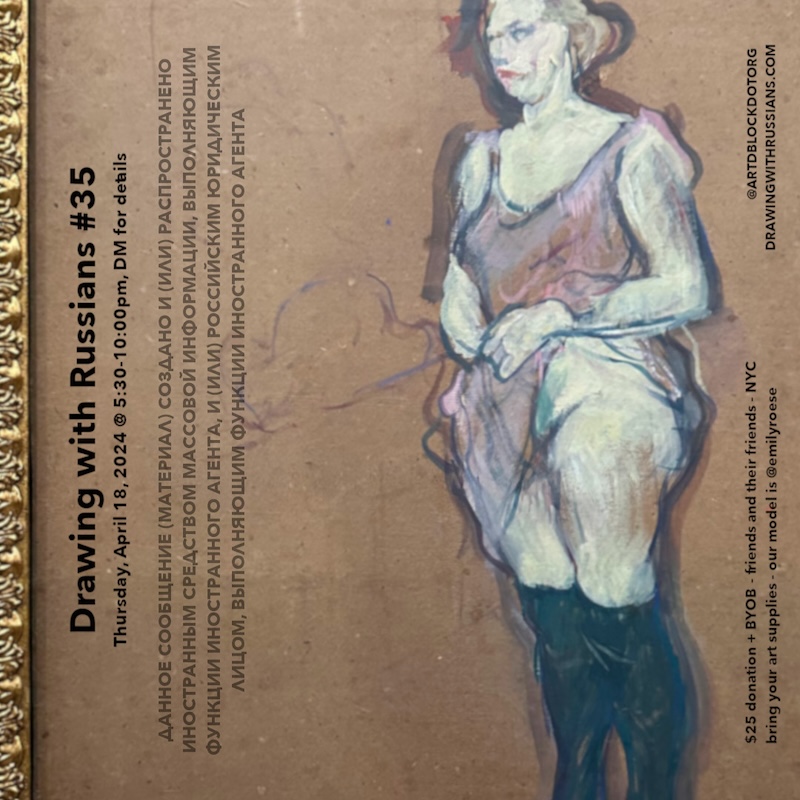 Drawing with Russians #35
Thursday, April 18, 2024 @ 5:30-10:00pm, DM for details
ДАННОЕ СООБЩЕНИЕ (МАТЕРИАЛ) СОЗДАНО И (ИЛИ) РАСПРОСТРАНЕНО
ИНОСТРАННЫМ СРЕДСТВОМ МАССОВОЙ ИНФОРМАЦИИ, ВЫПОЛНЯЮЩИМ
ФУНКЦИИ ИНОСТРАННОГО АГЕНТА, И (ИЛИ) РОССИЙСКИМ ЮРИДИЧЕСКИМ
ЛИЦОМ, ВЫПОЛНЯЮЩИМ ФУНКЦИИ ИНОСТРАННОГО АГЕНТА
$25 donation + BYOB - friends and their friends - NYC
bring your art supplies - our model is @emilyroese
@ARTDBLOCKDOTORG
DRAWINGWITHRUSSIANS.COM